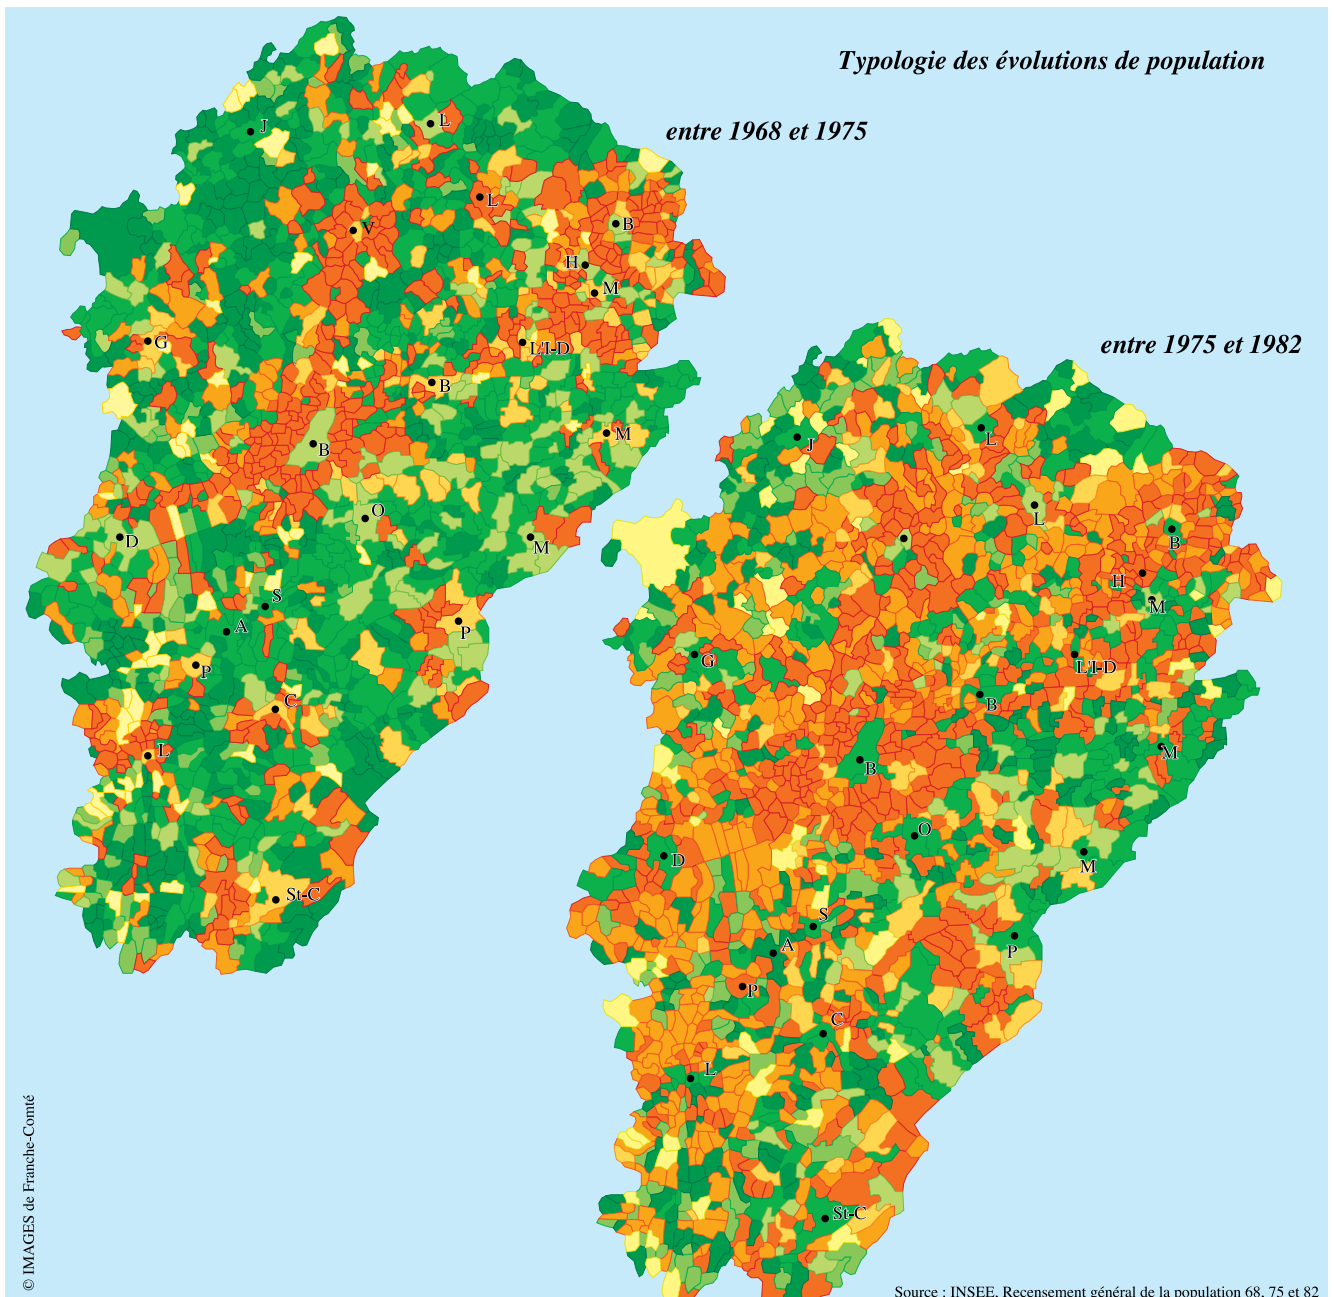 Typologie des évolutions de population
entre 1968 et 1975
J
L
L
V
B
H
M
G
L'I-D
B
M
B
O
D
M
S
A
P
P
C
L
St-C
entre 1975 et 1982
J
L
L
B
H
M
G
L'I-D
B
M
B
O
D
M
S
A
P
P
C
L
St-C
© IMAGES de Franche-Comté
Source : INSEE, Recensement général de la population 68, 75 et 82